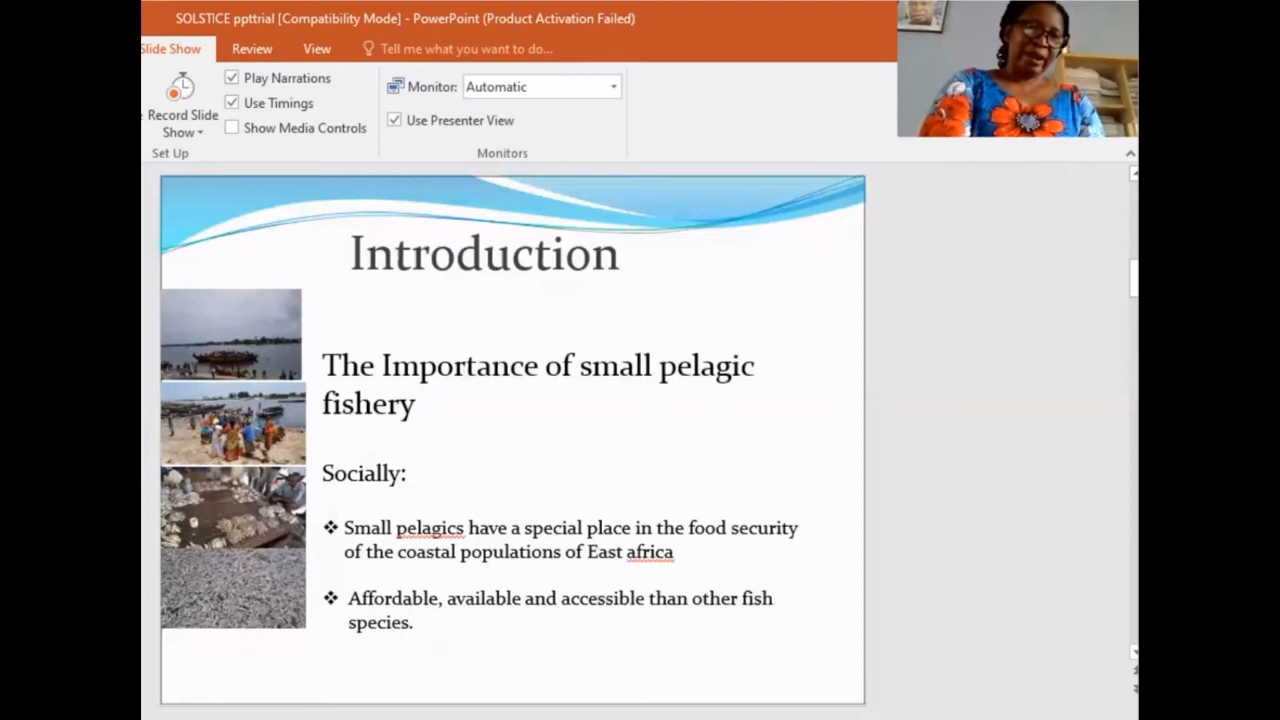 SOLSTICE ppttrial [Compatibility Mode] - PowerPoint (Product Activation Failed)
Slide Show Review View Tell me what you want to do...
Record Slide
Show
Set Up
Play Narrations
Use Timings
Show Media Controls
Monitor: Automatic
Use Presenter View
Monitors
Introduction
The Importance of small pelagic
fishery
Socially:
❖ Small pelagics have a special place in the food security
of the coastal populations of East africa
❖ Affordable, available and accessible than other fish
species.